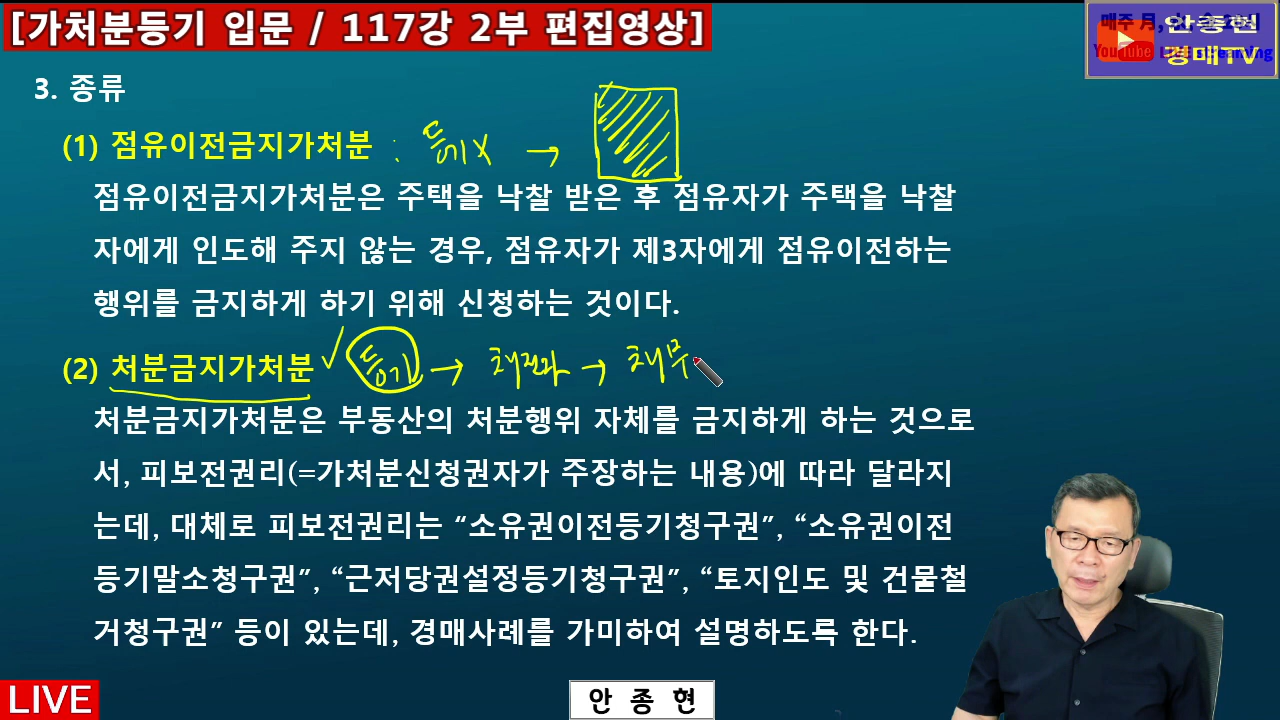 [가처분등기 입문 / 117강 2부 편집영상]
안종현
경매TV
YouTube
3. 종류
(1) 점유이전금지가처분 : 등기 X →
점유이전금지가처분은 주택을 낙찰 받은 후 점유자가 주택을 낙찰
자에게 인도해 주지 않는 경우, 점유자가 제3자에게 점유이전하는
행위를 금지하게 하기 위해 신청하는 것이다.
(2) 처분금지가처분 ✓ 등기 → → 채무
처분금지가처분은 부동산의 처분행위 자체를 금지하게 하는 것으로
서, 피보전권리(=가처분신청권자가 주장하는 내용)에 따라 달라지
는데, 대체로 피보전권리는 “소유권이전등기청구권”, “소유권이전
등기말소청구권”, “근저당권설정등기청구권”, “토지인도 및 건물철
거청구권” 등이 있는데, 경매사례를 가미하여 설명하도록 한다.
LIVE
안 종 현